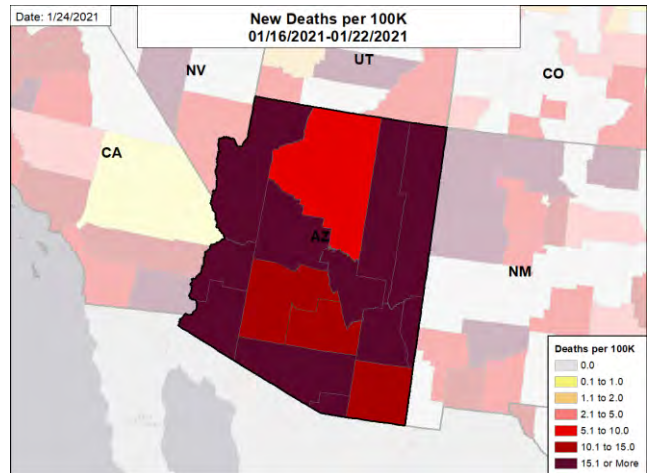 Date: 1/24/2021
New Deaths per 100K
01/16/2021-01/22/2021
NV
UT
CO
CA
AZ
NM
Deaths per 100K
0.0
0.1 to 1.0
1.1 to 2.0
2.1 to 5.0
5.1 to 10.0
10.1 to 15.0
15.1 or More